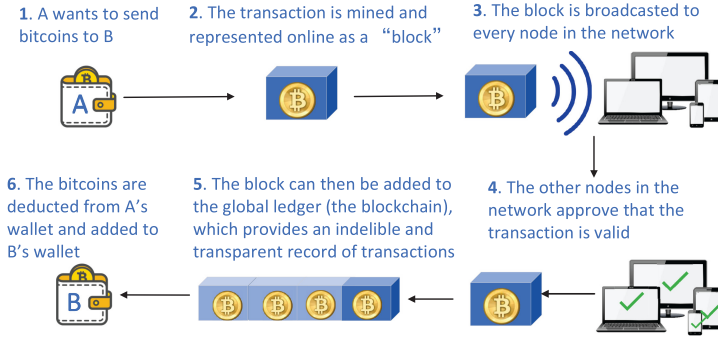 1. A wants to send
bitcoins to B
2. The transaction is mined and
represented online as a “block”
3. The block is broadcasted to
every node in the network
A
4. The other nodes in the
network approve that the
transaction is valid
5. The block can then be added to
the global ledger (the blockchain),
which provides an indelible and
transparent record of transactions
6. The bitcoins are
deducted from A’s
wallet and added to
B’s wallet
B